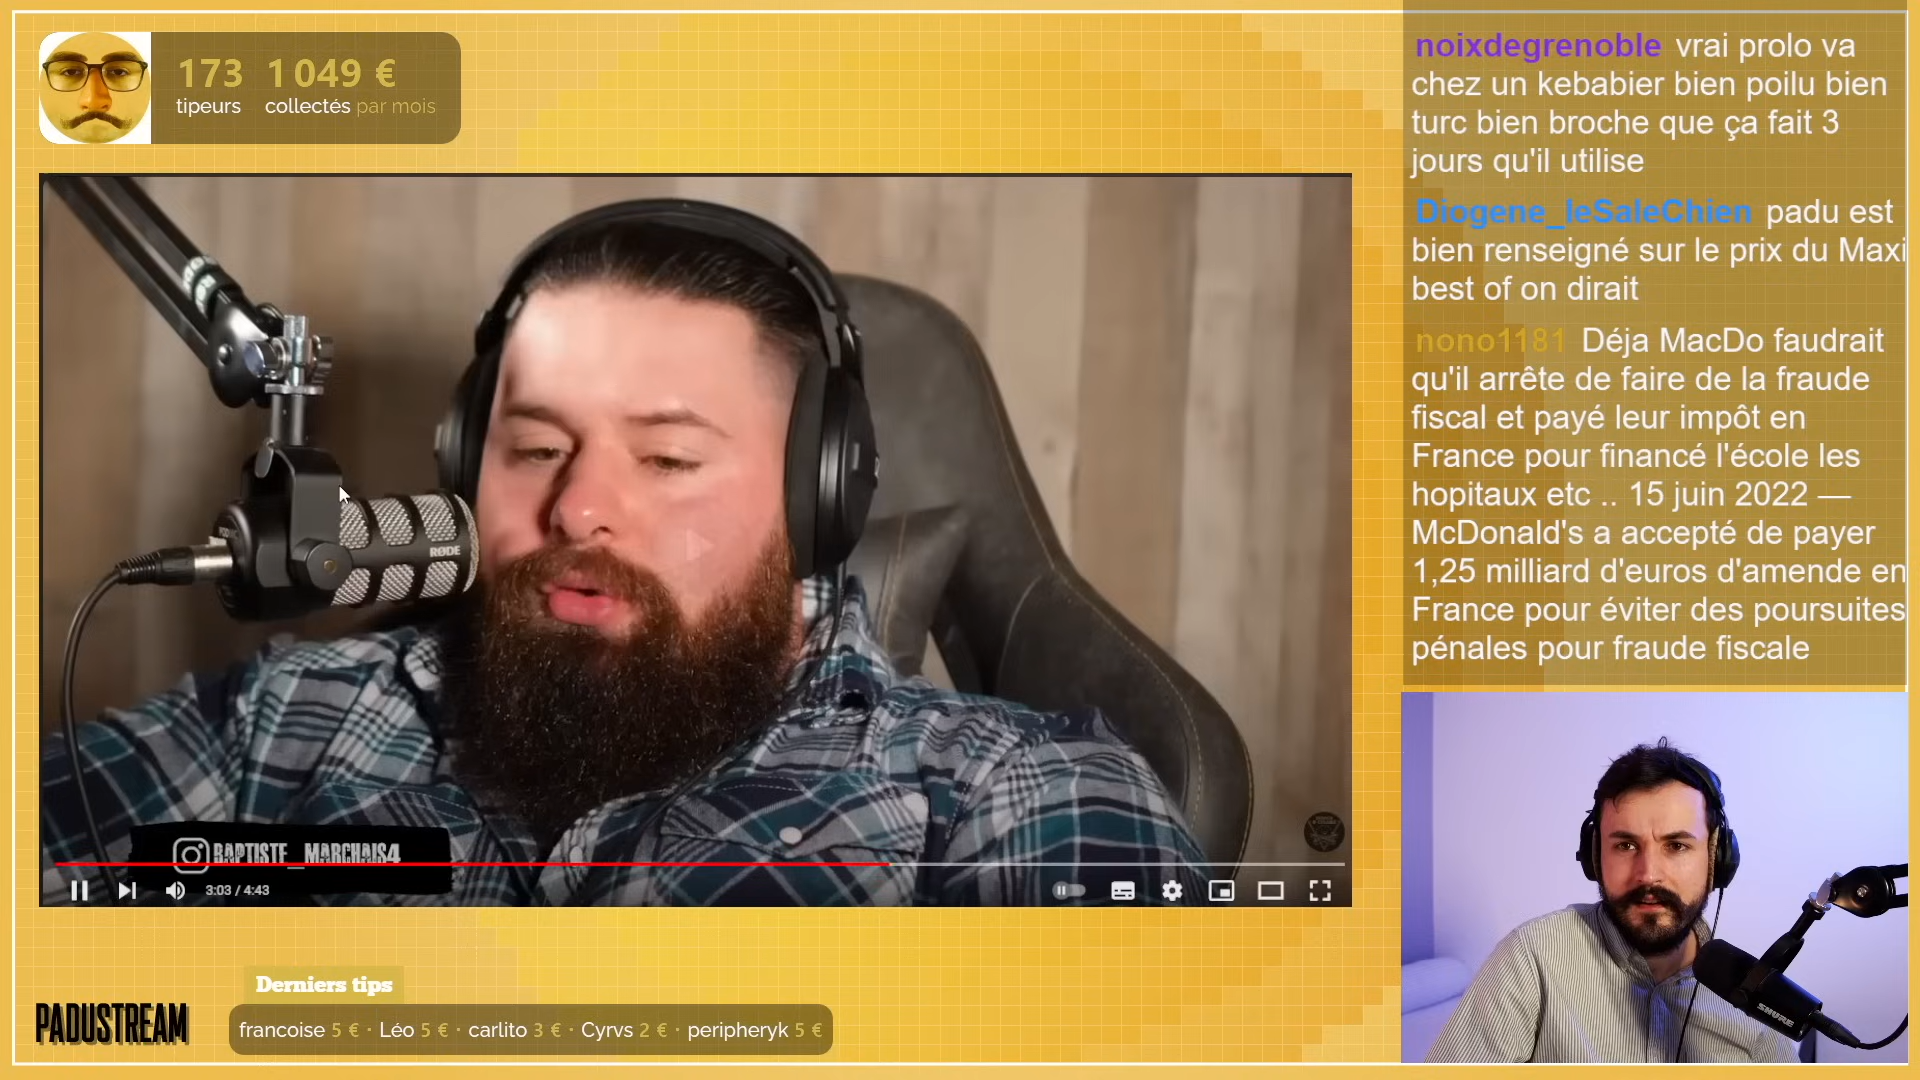 173 1 049 €
tipeurs collectés par mois
RØDE
BAPTISTE_MARCHAIS4
3:03 / 4:43
Derniers tips
PADUSTREAM
francoise 5 € · Léo 5 € · carlito 3 € · Cyrvs 2 € · peripheryk 5 €
noixdegrenoble vrai prolo va
chez un kebabier bien poilu bien
turc bien broche que ça fait 3
jours qu'il utilise
Diogene_leSaleChien padu est
bien renseigné sur le prix du Maxi
best of on dirait
nono1181 Déja MacDo faudrait
qu'il arrête de faire de la fraude
fiscal et payé leur impôt en
France pour financé l'école les
hopitaux etc .. 15 juin 2022 —
McDonald's a accepté de payer
1,25 milliard d'euros d'amende en
France pour éviter des poursuites
pénales pour fraude fiscale
SHURE